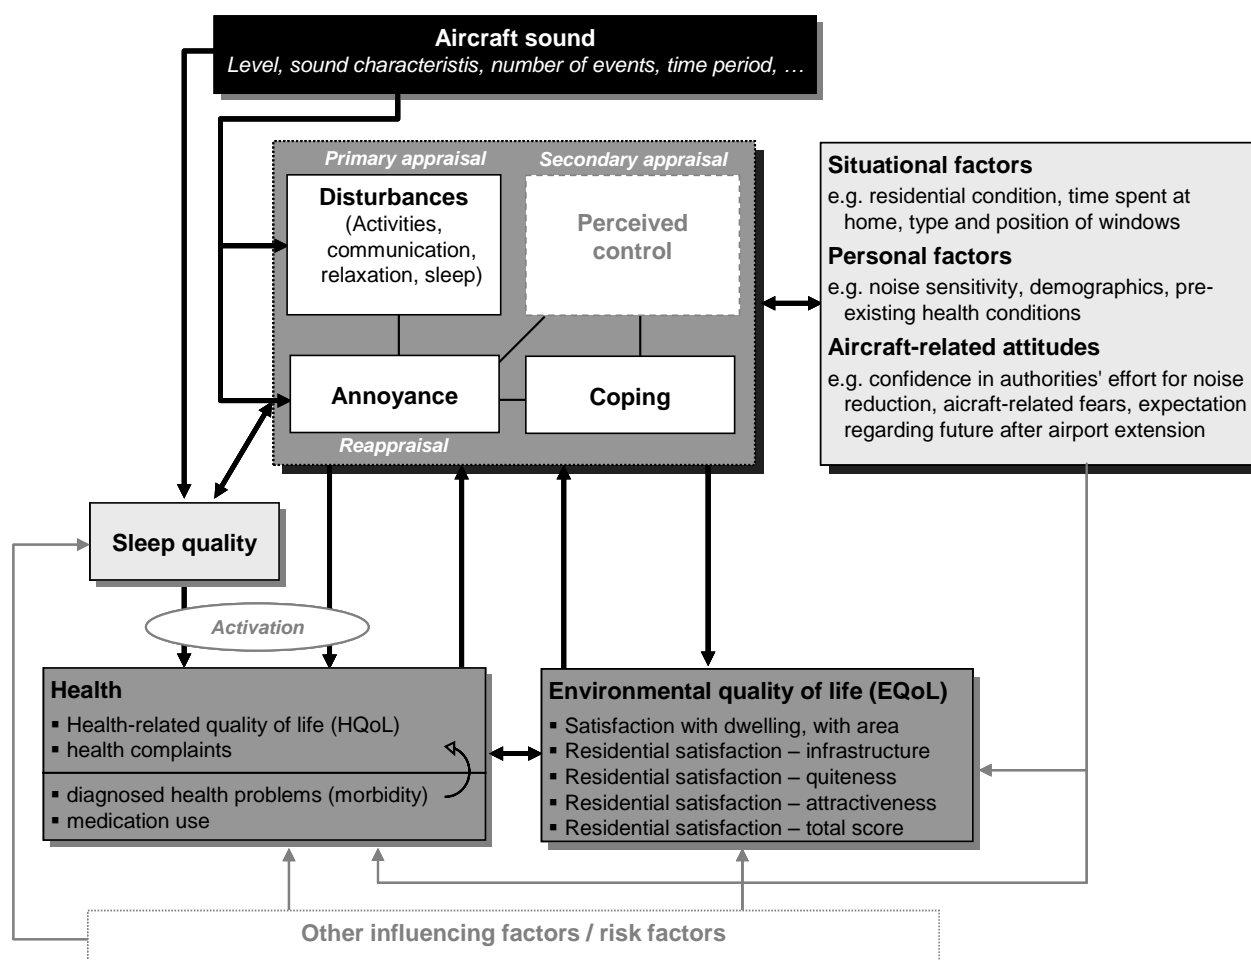 Aircraft sound
Level, sound characteristis, number of events, time period, …
Primary appraisal
Secondary appraisal
Disturbances
(Activities,
communication,
relaxation, sleep)
Perceived
control
Annoyance
Coping
Reappraisal
Situational factors
e.g. residential condition, time spent at
home, type and position of windows
Personal factors
e.g. noise sensitivity, demographics, pre-
existing health conditions
Aircraft-related attitudes
e.g. confidence in authorities' effort for noise
reduction, aicraft-related fears, expectation
regarding future after airport extension
Sleep quality
Activation
Health
▪ Health-related quality of life (HQoL)
▪ health complaints
▪ diagnosed health problems (morbidity)
▪ medication use
Environmental quality of life (EQoL)
▪ Satisfaction with dwelling, with area
▪ Residential satisfaction – infrastructure
▪ Residential satisfaction – quiteness
▪ Residential satisfaction – attractiveness
▪ Residential satisfaction – total score
Other influencing factors / risk factors